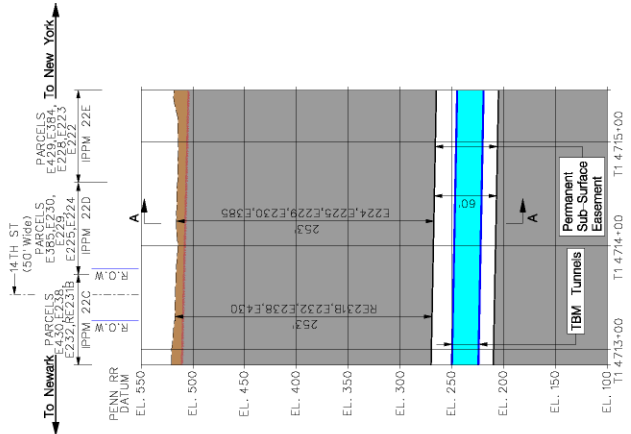 14TH ST
(50' Wide)
To Newark
To New York
PARCELS
E430,E238,
E232,RE231B
IPPM 22C
PARCELS
E385,E230,
E229,
E225,E224
IPPM 22D
PARCELS
E429,E384,
E228,E223
E222
IPPM 22E
R.O.W
R.O.W
PENN RR
DATUM
EL. 550
EL. 500
EL. 450
EL. 400
EL. 350
EL. 300
EL. 250
EL. 200
EL. 150
EL. 100
A
A
RE231B,E232,E238,E430
253'
E224,E225,E229,E230,E385
253'
60'
TBM Tunnels
Permanent
Sub-Surface
Easement
T1 4713+00
T1 4714+00
T1 4715+00